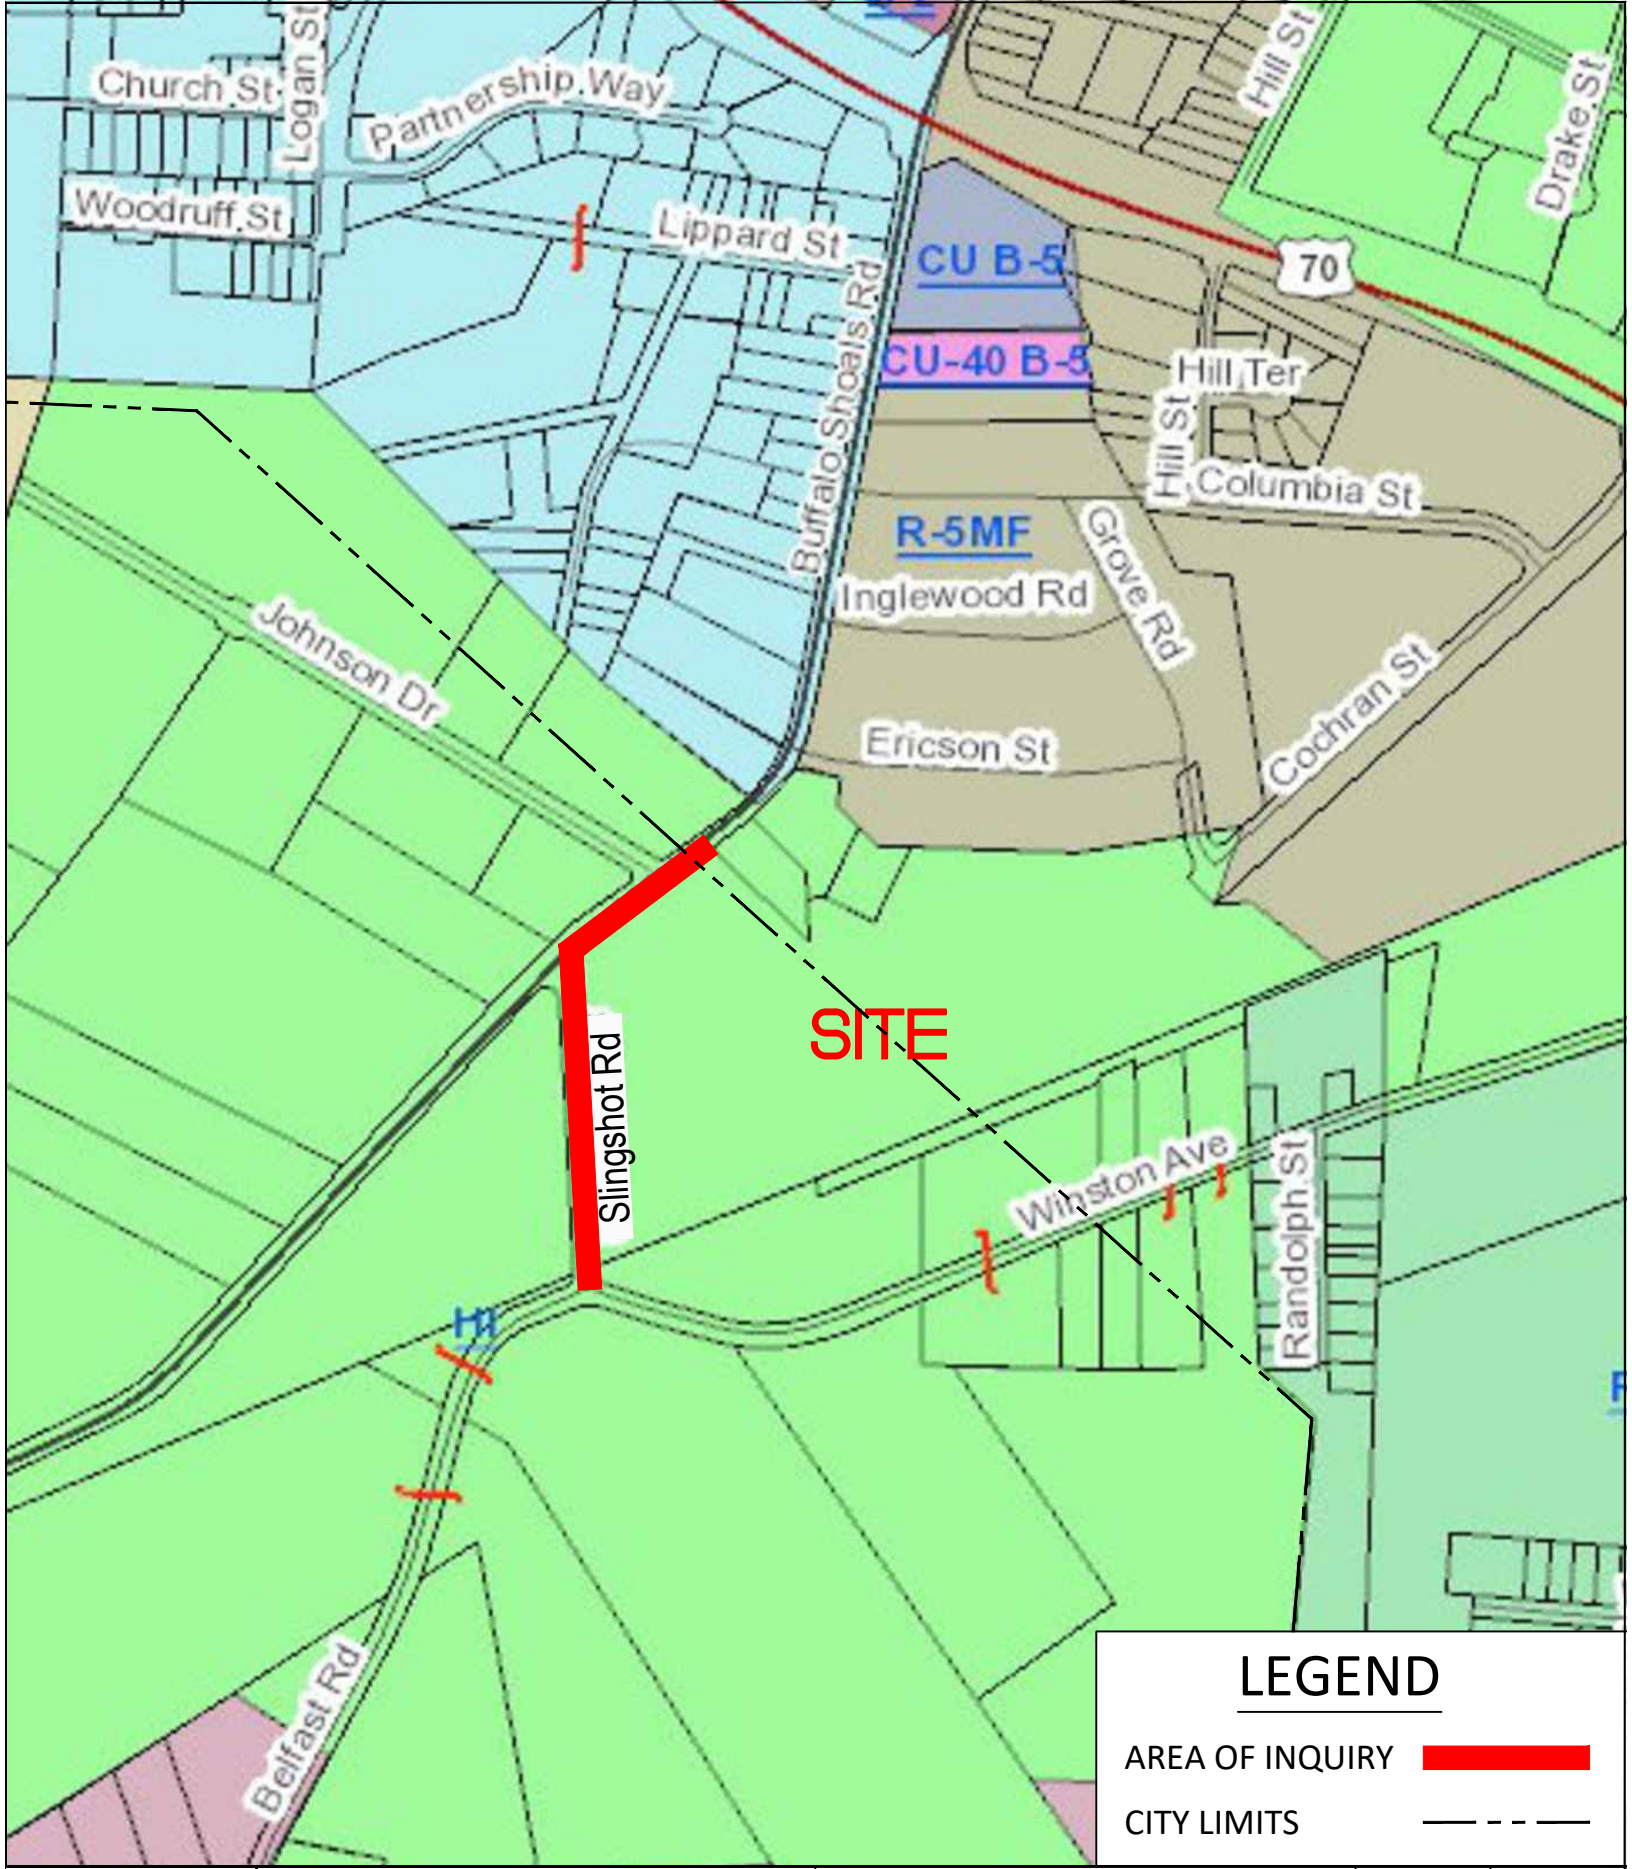 Church St
Logan St
Partnership Way
Woodruff St
Lippard St
Hill St
Drake St
CU B-5
70
Buffalo Shoals Rd
CU-40 B-5
Hill Ter
Hill St
Columbia St
R-5MF
Grove Rd
Inglewood Rd
Johnson Dr
Ericson St
Cochran St
SITE
Slingshot Rd
Winston Ave
Randolph St
HI
Belfast Rd
LEGEND
AREA OF INQUIRY
CITY LIMITS